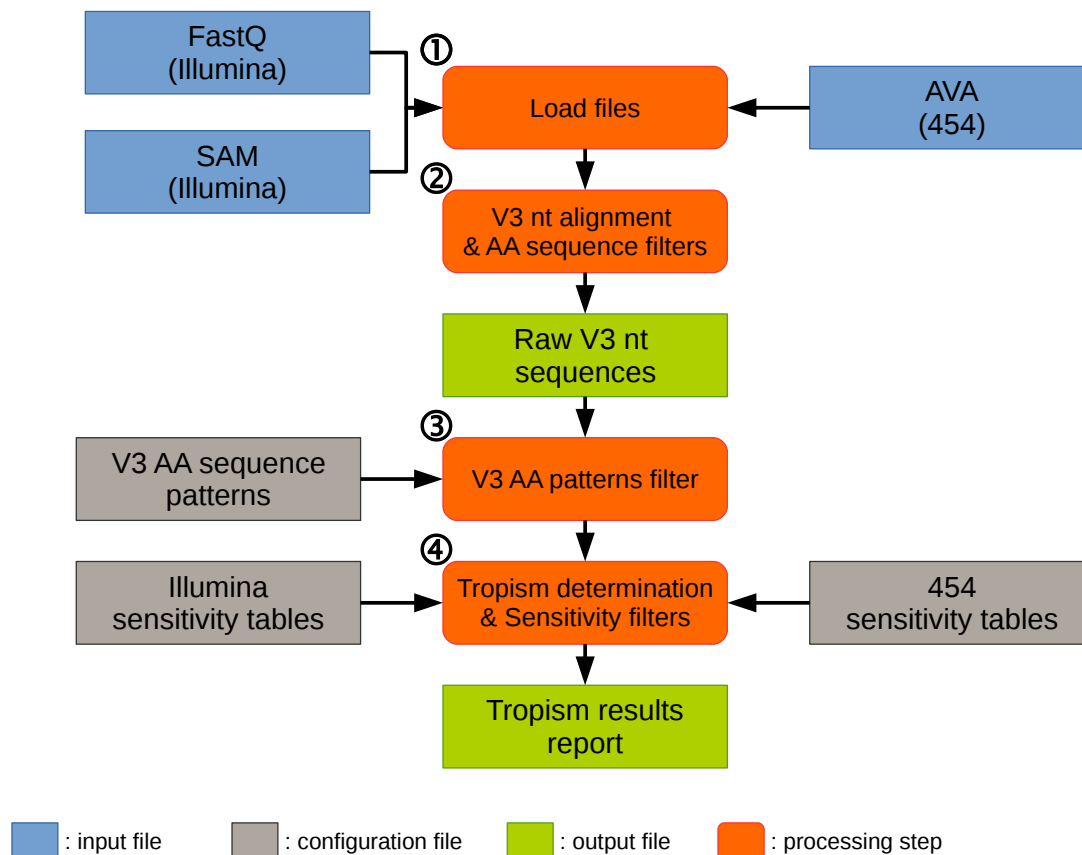 FastQ
(Illumina)
①
Load files
AVA
(454)
SAM
(Illumina)
②
V3 nt alignment
& AA sequence filters
Raw V3 nt
sequences
③
V3 AA sequence
patterns
V3 AA patterns filter
④
Illumina
sensitivity tables
Tropism determination
& Sensitivity filters
454
sensitivity tables
Tropism results
report
: input file
: configuration file
: output file
: processing step